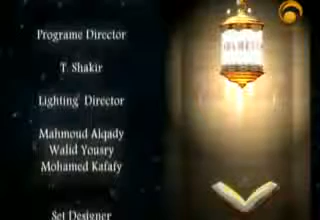 Programe Director
T Shakir
Lighting Director
Mahmoud Alqady
Walid Yousry
Mohamed Kafafy
Set Designer